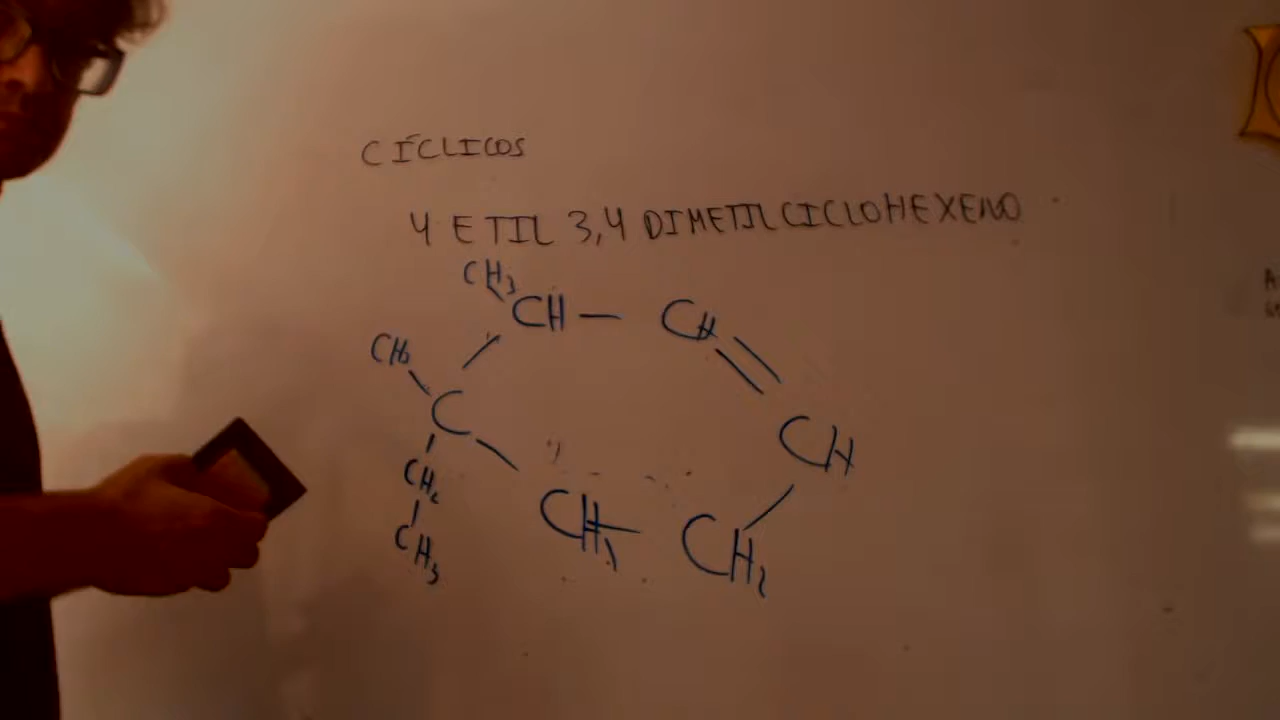 CÍCLICOS
4 ETIL 3,4 DIMETILCICLOHEXENO
CH3
CH — CH
CH3
C
CH
CH2
CH2 — CH2
CH3